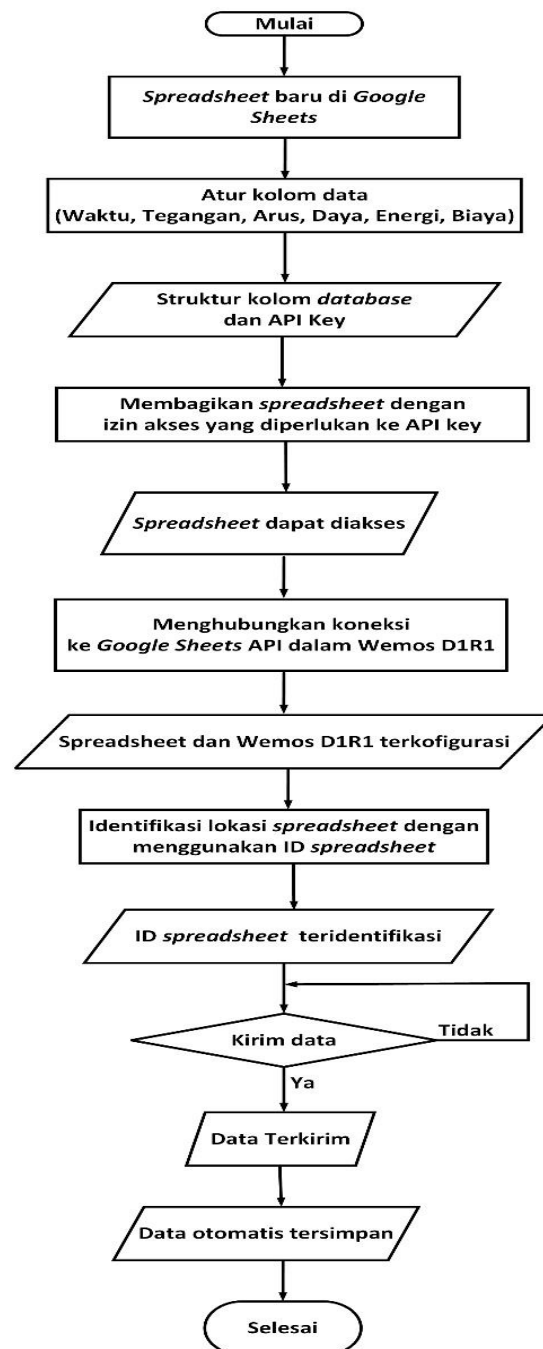 Mulai
Spreadsheet baru di Google
Sheets
Atur kolom data
(Waktu, Tegangan, Arus, Daya, Energi, Biaya)
Struktur kolom database
dan API Key
Membagikan spreadsheet dengan
izin akses yang diperlukan ke API key
Spreadsheet dapat diakses
Menghubungkan koneksi
ke Google Sheets API dalam Wemos D1R1
Spreadsheet dan Wemos D1R1 terkofigurasi
Identifikasi lokasi spreadsheet dengan
menggunakan ID spreadsheet
ID spreadsheet teridentifikasi
Kirim data
Tidak
Ya
Data Terkirim
Data otomatis tersimpan
Selesai